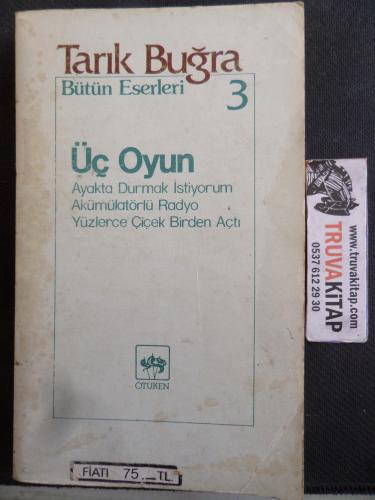 Tarık Buğra
Bütün Eserleri 3
Üç Oyun
Ayakta Durmak İstiyorum
Akümülatörlü Radyo
Yüzlerce Çiçek Birden Açtı
ÖTÜKEN
FİATI 75._ TL.
www.truvakitap.com
TRUVAKİTAP
0537 612 29 30